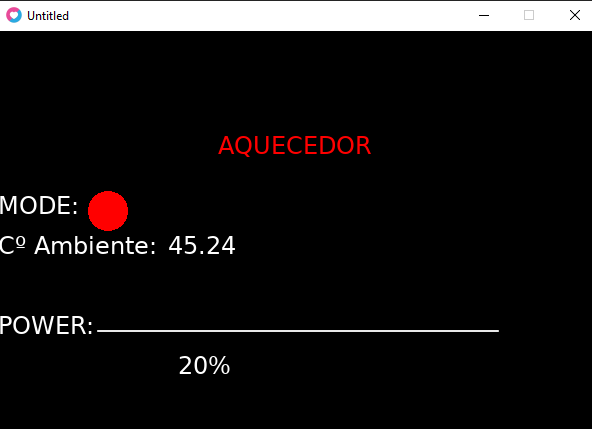 Untitled
AQUECEDOR
MODE:
Cº Ambiente: 45.24
POWER:
20%